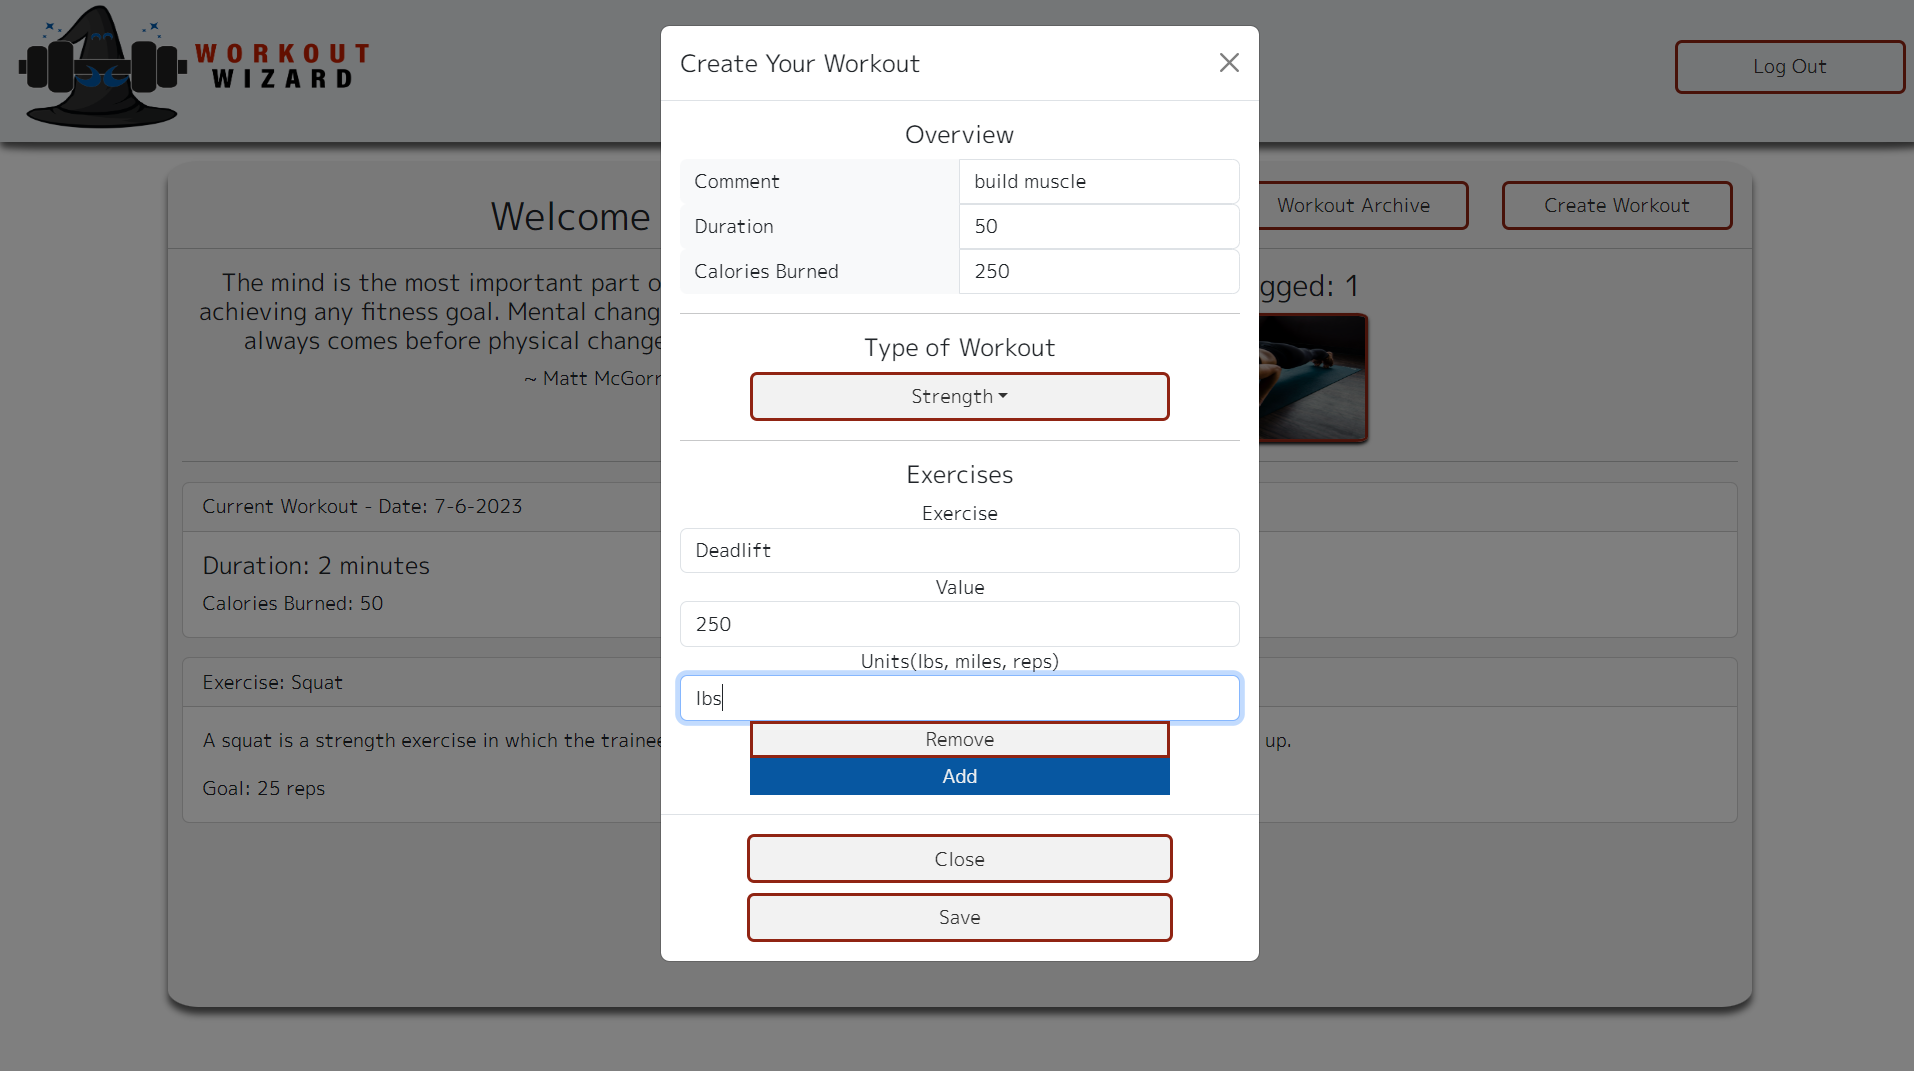 WORKOUT
WIZARD
Log Out
Create Your Workout
Overview
Comment
build muscle
Duration
50
Calories Burned
250
Type of Workout
Strength
Exercises
Exercise
Deadlift
Value
250
Units(lbs, miles, reps)
lbs
Remove
Add
Close
Save
Welcome
Workout Archive
Create Workout
The mind is the most important part o
achieving any fitness goal. Mental chang
always comes before physical change
~ Matt McGorr
gged: 1
Current Workout - Date: 7-6-2023
Duration: 2 minutes
Calories Burned: 50
Exercise: Squat
A squat is a strength exercise in which the trainee
up.
Goal: 25 reps